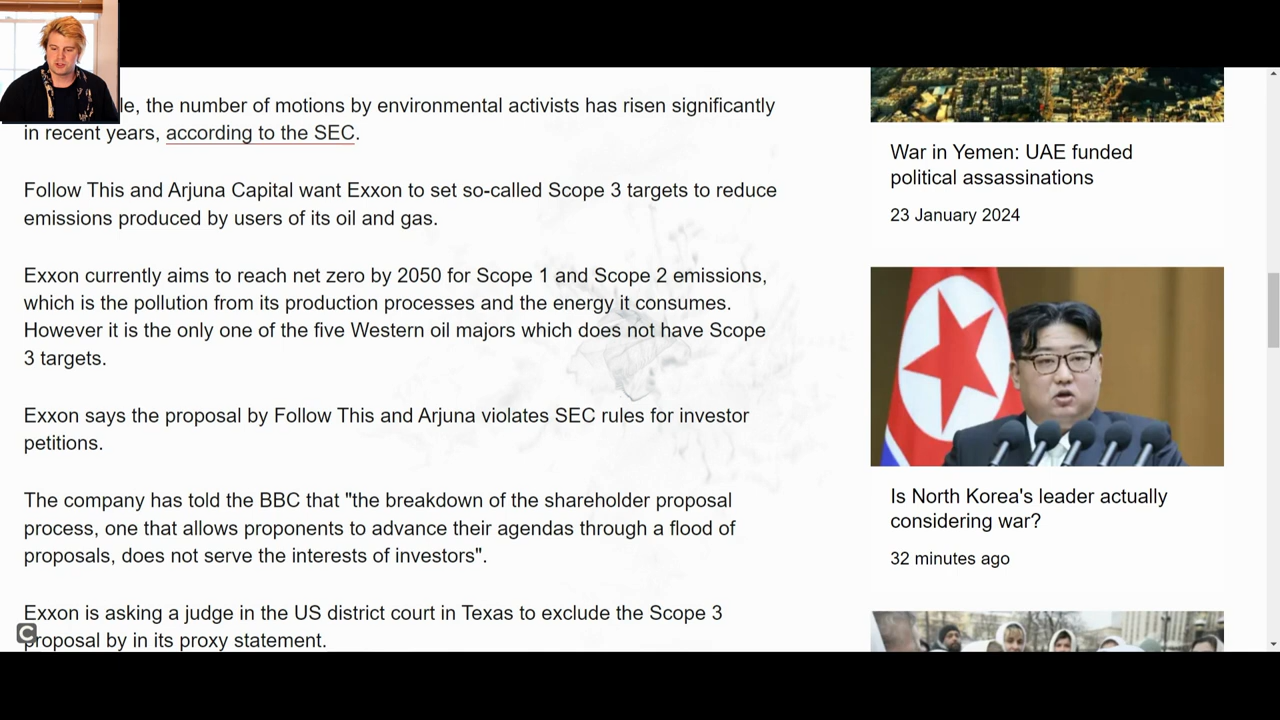 le, the number of motions by environmental activists has risen significantly
in recent years, according to the SEC.
Follow This and Arjuna Capital want Exxon to set so-called Scope 3 targets to reduce
emissions produced by users of its oil and gas.
Exxon currently aims to reach net zero by 2050 for Scope 1 and Scope 2 emissions,
which is the pollution from its production processes and the energy it consumes.
However it is the only one of the five Western oil majors which does not have Scope
3 targets.
Exxon says the proposal by Follow This and Arjuna violates SEC rules for investor
petitions.
The company has told the BBC that "the breakdown of the shareholder proposal
process, one that allows proponents to advance their agendas through a flood of
proposals, does not serve the interests of investors".
Exxon is asking a judge in the US district court in Texas to exclude the Scope 3
proposal by in its proxy statement.
C
War in Yemen: UAE funded
political assassinations
23 January 2024
Is North Korea's leader actually
considering war?
32 minutes ago